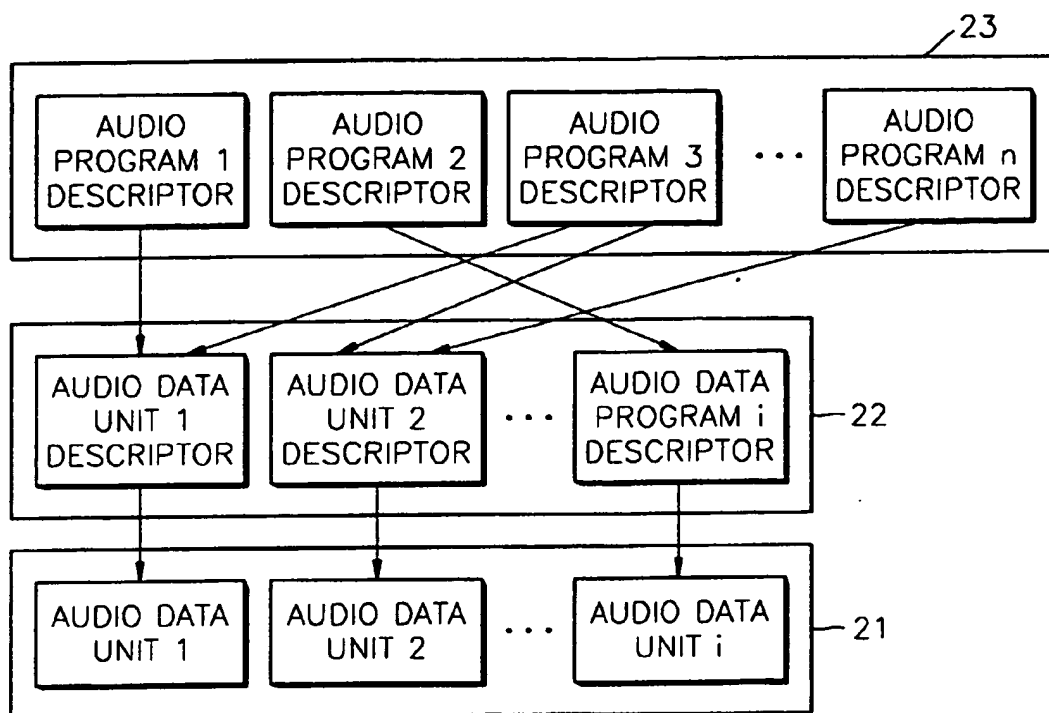 23
AUDIO
PROGRAM 1
DESCRIPTOR
AUDIO
PROGRAM 2
DESCRIPTOR
AUDIO
PROGRAM 3
DESCRIPTOR
...
AUDIO
PROGRAM n
DESCRIPTOR
AUDIO DATA
UNIT 1
DESCRIPTOR
AUDIO DATA
UNIT 2
DESCRIPTOR
...
AUDIO DATA
PROGRAM i
DESCRIPTOR
22
AUDIO DATA
UNIT 1
AUDIO DATA
UNIT 2
...
AUDIO DATA
UNIT i
21